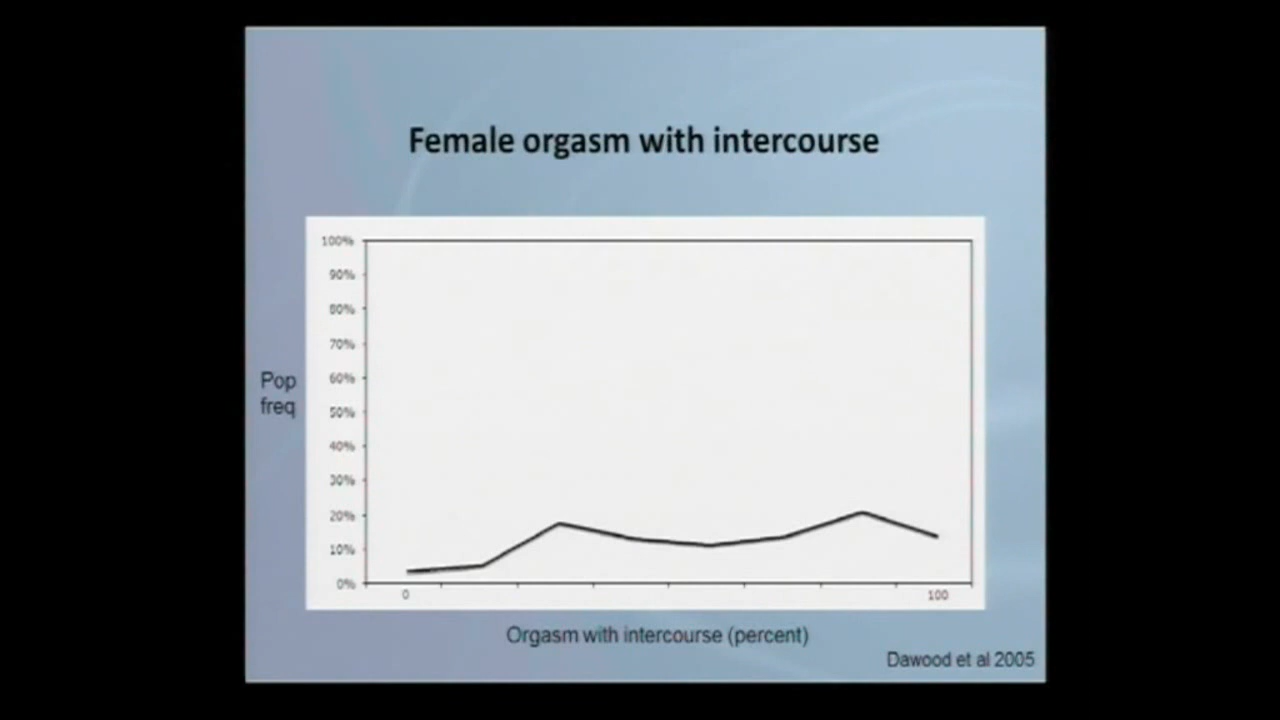 Female orgasm with intercourse
100%
90%
80%
70%
60%
50%
40%
30%
20%
10%
0%
Pop
freq
0
100
Orgasm with intercourse (percent)
Dawood et al 2005